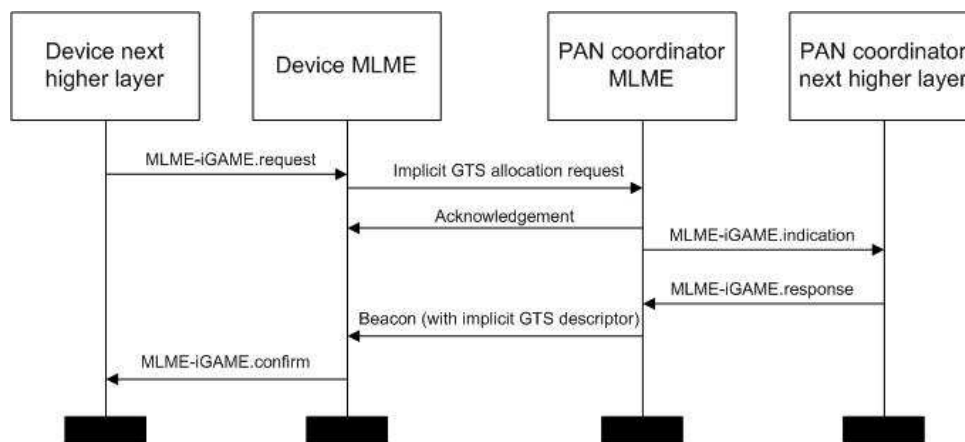 Device next
higher layer
Device MLME
PAN coordinator
MLME
PAN coordinator
next higher layer
MLME-iGAME.request
Implicit GTS allocation request
Acknowledgement
MLME-iGAME.indication
MLME-iGAME.response
Beacon (with implicit GTS descriptor)
MLME-iGAME.confirm